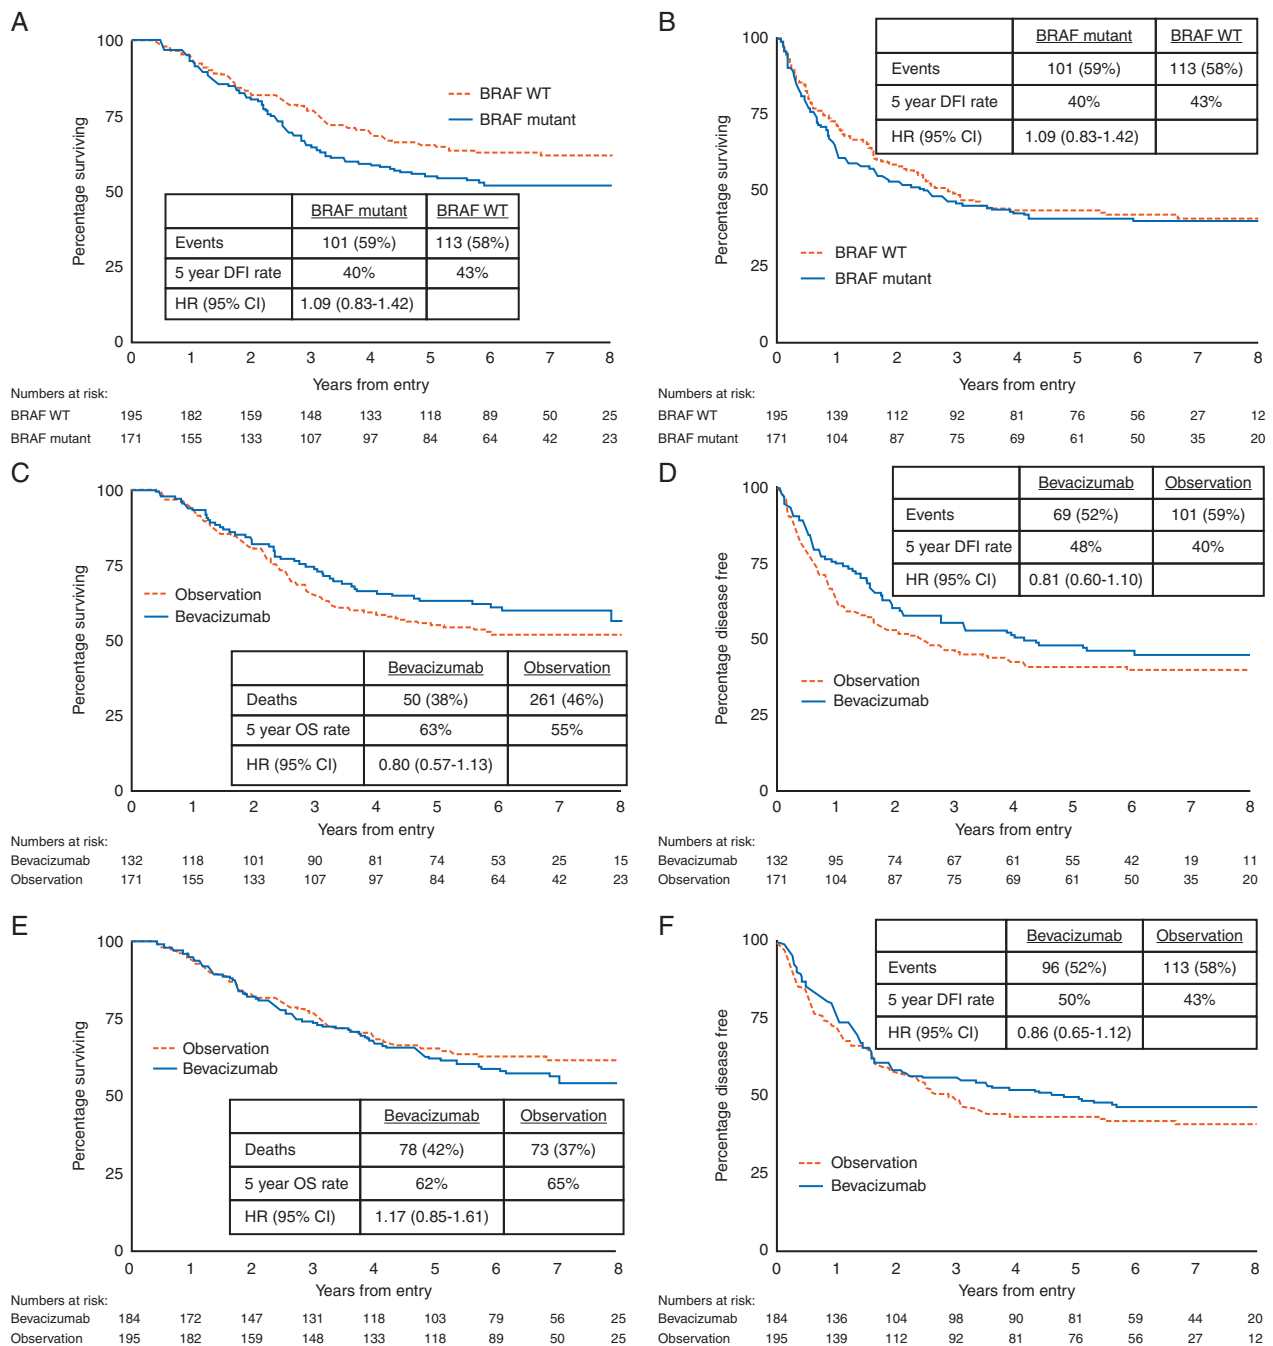 A
100
75
50
25
0
Percentage surviving
BRAF WT
BRAF mutant
BRAF mutant BRAF WT
Events 101 (59%) 113 (58%)
5 year DFI rate 40% 43%
HR (95% CI) 1.09 (0.83-1.42)
0 1 2 3 4 5 6 7 8
Years from entry
Numbers at risk:
BRAF WT 195 182 159 148 133 118 89 50 25
BRAF mutant 171 155 133 107 97 84 64 42 23
B
100
75
50
25
0
Percentage surviving
BRAF mutant BRAF WT
Events 101 (59%) 113 (58%)
5 year DFI rate 40% 43%
HR (95% CI) 1.09 (0.83-1.42)
BRAF WT
BRAF mutant
0 1 2 3 4 5 6 7 8
Years from entry
Numbers at risk:
BRAF WT 195 139 112 92 81 76 56 27 12
BRAF mutant 171 104 87 75 69 61 50 35 20
C
100
75
50
25
0
Percentage surviving
Observation
Bevacizumab
Bevacizumab Observation
Deaths 50 (38%) 261 (46%)
5 year OS rate 63% 55%
HR (95% CI) 0.80 (0.57-1.13)
0 1 2 3 4 5 6 7 8
Years from entry
Numbers at risk:
Bevacizumab 132 118 101 90 81 74 53 25 15
Observation 171 155 133 107 97 84 64 42 23
D
100
75
50
25
0
Percentage disease free
Bevacizumab Observation
Events 69 (52%) 101 (59%)
5 year DFI rate 48% 40%
HR (95% CI) 0.81 (0.60-1.10)
Observation
Bevacizumab
0 1 2 3 4 5 6 7 8
Years from entry
Numbers at risk:
Bevacizumab 132 95 74 67 61 55 42 19 11
Observation 171 104 87 75 69 61 50 35 20
E
100
75
50
25
0
Percentage surviving
Observation
Bevacizumab
Bevacizumab Observation
Deaths 78 (42%) 73 (37%)
5 year OS rate 62% 65%
HR (95% CI) 1.17 (0.85-1.61)
0 1 2 3 4 5 6 7 8
Years from entry
Numbers at risk:
Bevacizumab 184 172 147 131 118 103 79 56 25
Observation 195 182 159 148 133 118 89 50 25
F
100
75
50
25
0
Percentage disease free
Bevacizumab Observation
Events 96 (52%) 113 (58%)
5 year DFI rate 50% 43%
HR (95% CI) 0.86 (0.65-1.12)
Observation
Bevacizumab
0 1 2 3 4 5 6 7 8
Years from entry
Numbers at risk:
Bevacizumab 184 136 104 98 90 81 59 44 20
Observation 195 139 112 92 81 76 56 27 12